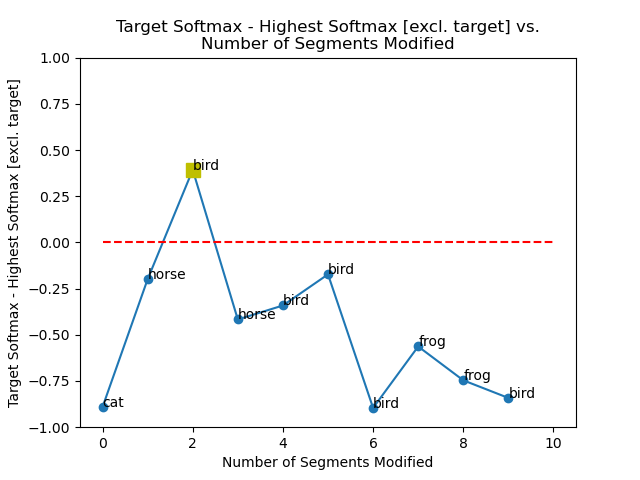 Target Softmax - Highest Softmax [excl. target] vs.
Number of Segments Modified
Target Softmax - Highest Softmax [excl. target]
1.00
0.75
0.50
0.25
0.00
−0.25
−0.50
−0.75
−1.00
cat
horse
bird
horse
bird
bird
bird
frog
frog
bird
0
2
4
6
8
10
Number of Segments Modified